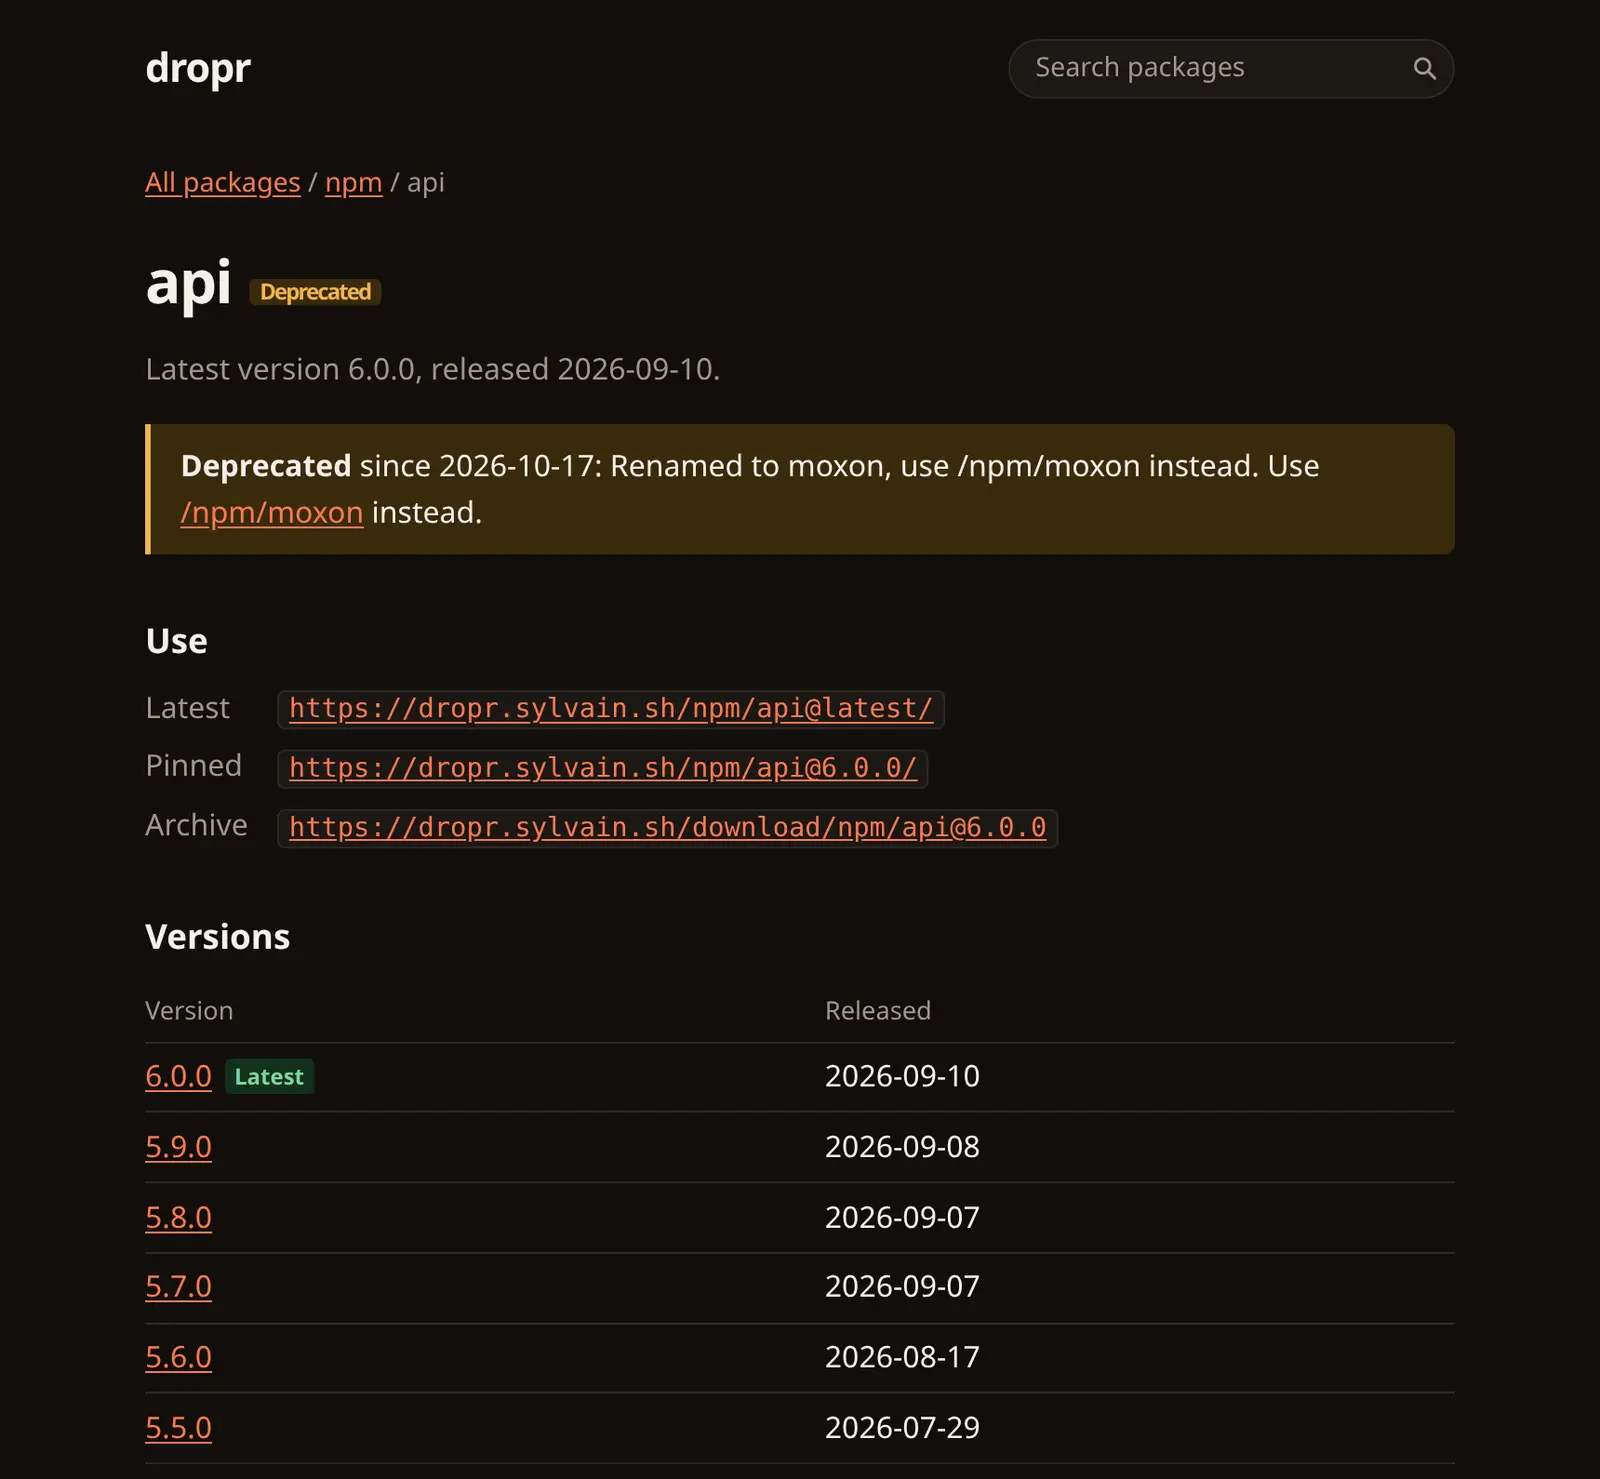 dropr
Search packages
All packages / npm / api
api Deprecated
Latest version 6.0.0, released 2026-09-10.
Deprecated since 2026-10-17: Renamed to moxon, use /npm/moxon instead. Use
/npm/moxon instead.
Use
Latest https://dropr.sylvain.sh/npm/api@latest/
Pinned https://dropr.sylvain.sh/npm/api@6.0.0/
Archive https://dropr.sylvain.sh/download/npm/api@6.0.0
Versions
Version Released
6.0.0 Latest 2026-09-10
5.9.0 2026-09-08
5.8.0 2026-09-07
5.7.0 2026-09-07
5.6.0 2026-08-17
5.5.0 2026-07-29